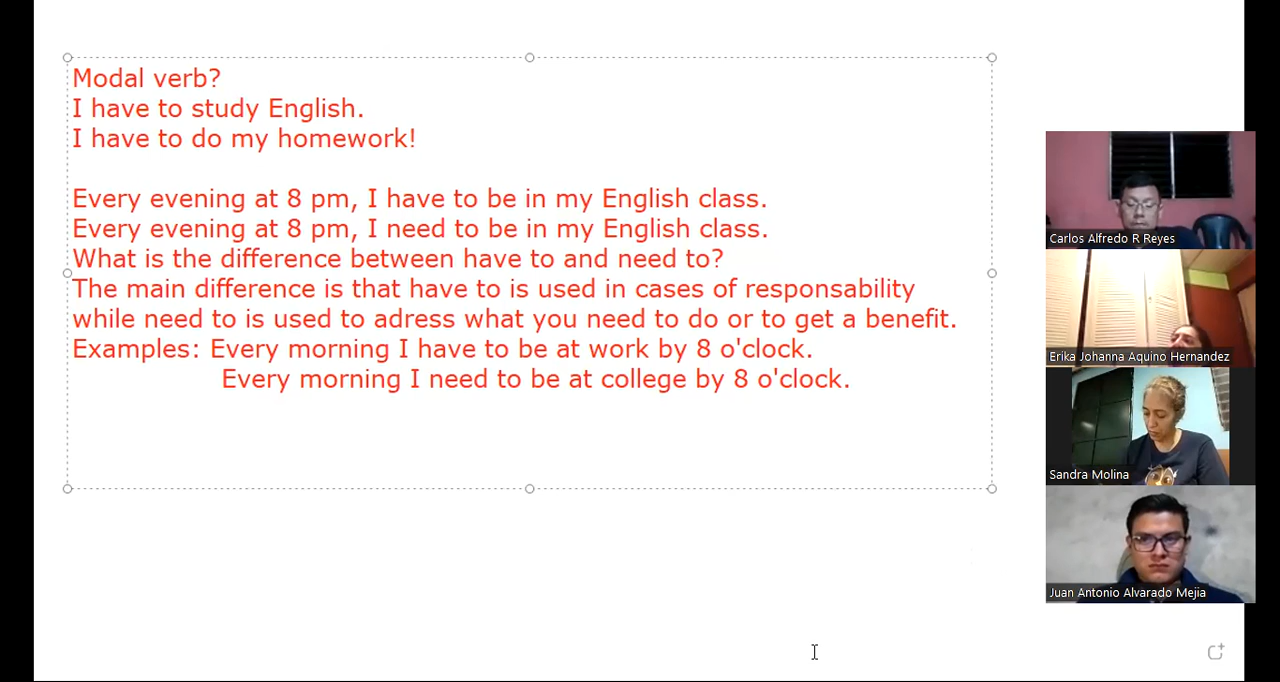 Modal verb?
I have to study English.
I have to do my homework!
Every evening at 8 pm, I have to be in my English class.
Every evening at 8 pm, I need to be in my English class.
What is the difference between have to and need to?
The main difference is that have to is used in cases of responsability
while need to is used to adress what you need to do or to get a benefit.
Examples: Every morning I have to be at work by 8 o'clock.
Every morning I need to be at college by 8 o'clock.
Carlos Alfredo R Reyes
Erika Johanna Aquino Hernandez
Sandra Molina
Juan Antonio Alvarado Mejia